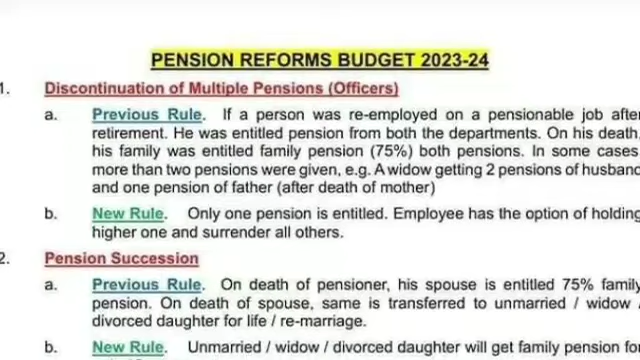 PENSION REFORMS BUDGET 2023-24
1. Discontinuation of Multiple Pensions (Officers)
a. Previous Rule. If a person was re-employed on a pensionable job after
retirement. He was entitled pension from both the departments. On his death,
his family was entitled family pension (75%) both pensions. In some cases
more than two pensions were given, e.g. A widow getting 2 pensions of husband
and one pension of father (after death of mother)
b. New Rule. Only one pension is entitled. Employee has the option of holding
higher one and surrender all others.
2. Pension Succession
a. Previous Rule. On death of pensioner, his spouse is entitled 75% family
pension. On death of spouse, same is transferred to unmarried / widow /
divorced daughter for life / re-marriage.
b. New Rule. Unmarried / widow / divorced daughter will get family pension for